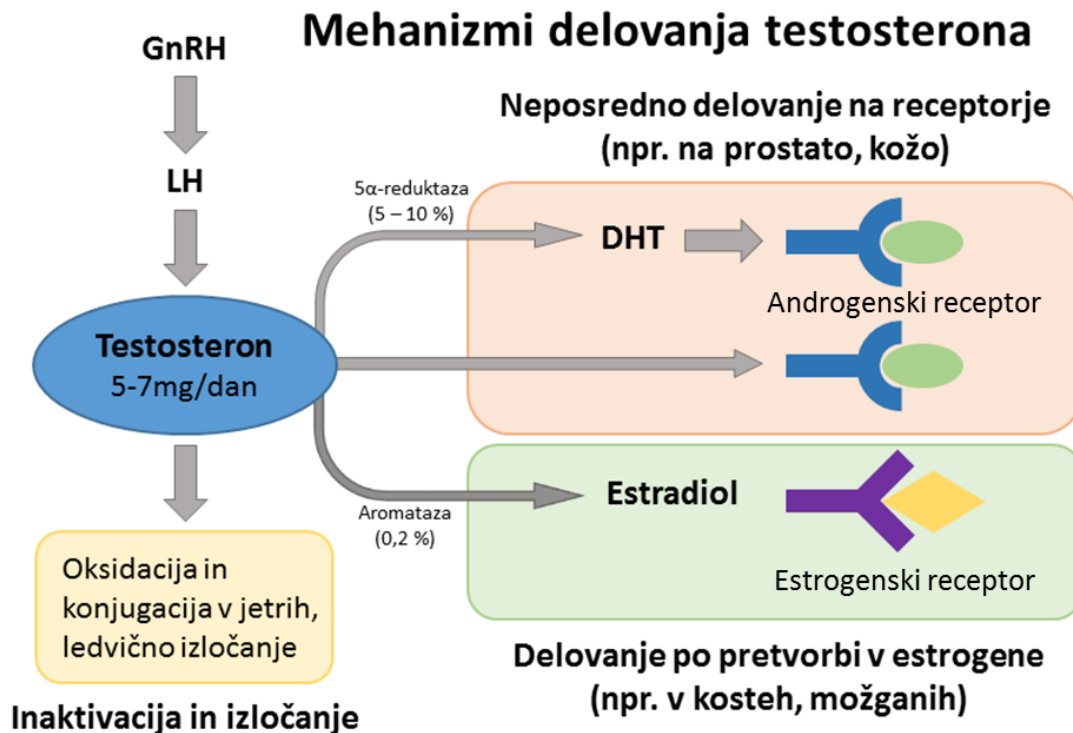 Mehanizmi delovanja testosterona
GnRH
LH
Testosteron
5-7mg/dan
Oksidacija in
konjugacija v jetrih,
ledvično izločanje
Inaktivacija in izločanje
Neposredno delovanje na receptorje
(npr. na prostato, kožo)
5α-reduktaza
(5 – 10 %)
DHT
Androgenski receptor
Aromataza
(0,2 %)
Estradiol
Estrogenski receptor
Delovanje po pretvorbi v estrogene
(npr. v kosteh, možganih)